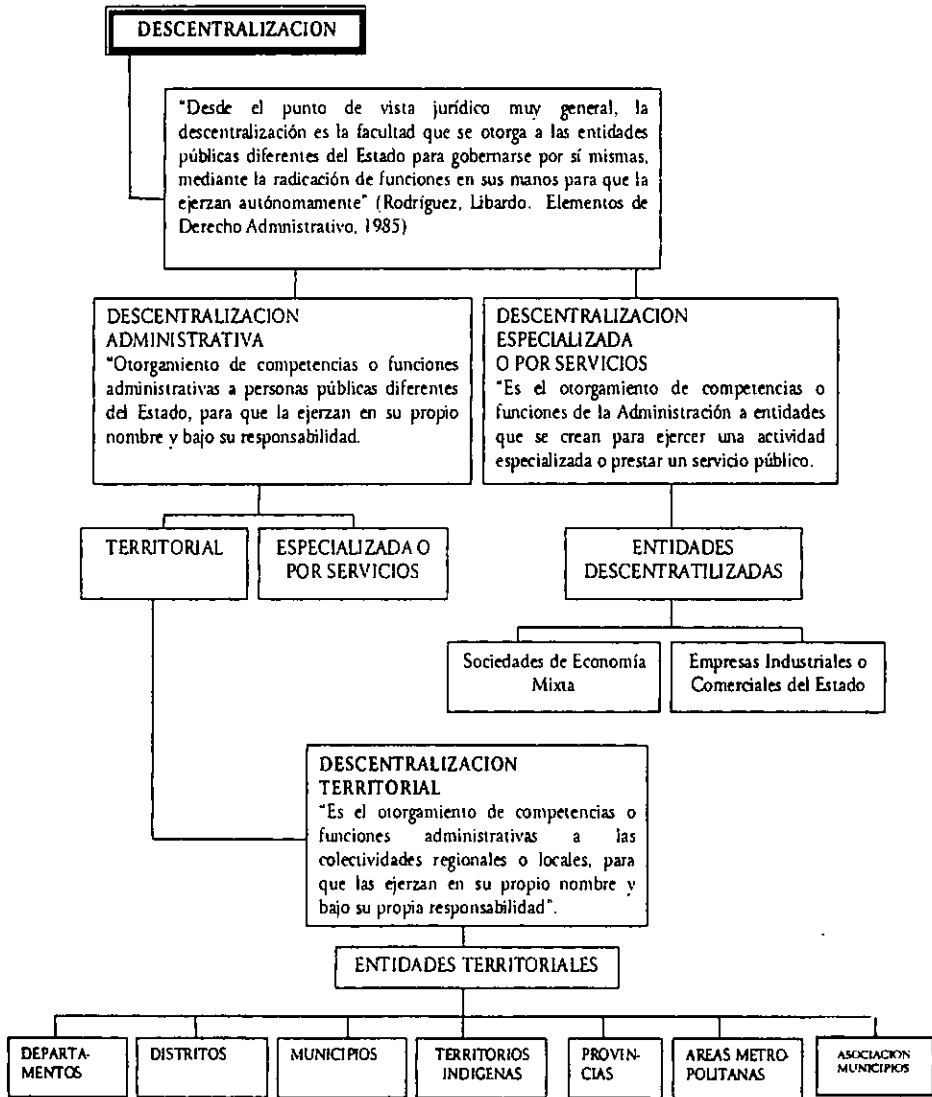 DESCENTRALIZACION
"Desde el punto de vista jurídico muy general, la
descentralización es la facultad que se otorga a las entidades
públicas diferentes del Estado para gobernarse por sí mismas,
mediante la radicación de funciones en sus manos para que la
ejerzan autónomamente" (Rodríguez, Libardo. Elementos de
Derecho Admnistrativo, 1985)
DESCENTRALIZACION
ADMINISTRATIVA
"Otorgamiento de competencias o funciones
administrativas a personas públicas diferentes
del Estado, para que la ejerzan en su propio
nombre y bajo su responsabilidad.
DESCENTRALIZACION
ESPECIALIZADA
O POR SERVICIOS
"Es el otorgamiento de competencias o
funciones de la Administración a entidades
que se crean para ejercer una actividad
especializada o prestar un servicio público.
TERRITORIAL
ESPECIALIZADA O
POR SERVICIOS
ENTIDADES
DESCENTRATILIZADAS
Sociedades de Economía
Mixta
Empresas Industriales o
Comerciales del Estado
DESCENTRALIZACION
TERRITORIAL
"Es el otorgamiento de competencias o
funciones administrativas a las
colectividades regionales o locales, para
que las ejerzan en su propio nombre y
bajo su propia responsabilidad".
ENTIDADES TERRITORIALES
DEPARTA-
MENTOS
DISTRITOS
MUNICIPIOS
TERRITORIOS
INDIGENAS
PROVIN-
CIAS
AREAS METRO
POLITANAS
ASOCIACION
MUNICIPIOS